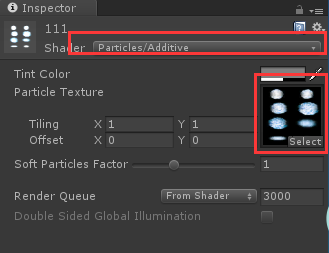 Inspector
111
Shader Particles/Additive
Tint Color
Particle Texture
Tiling X 1 Y 1
Offset X 0 Y 0
Select
Soft Particles Factor 1
Render Queue From Shader 3000
Double Sided Global Illumination